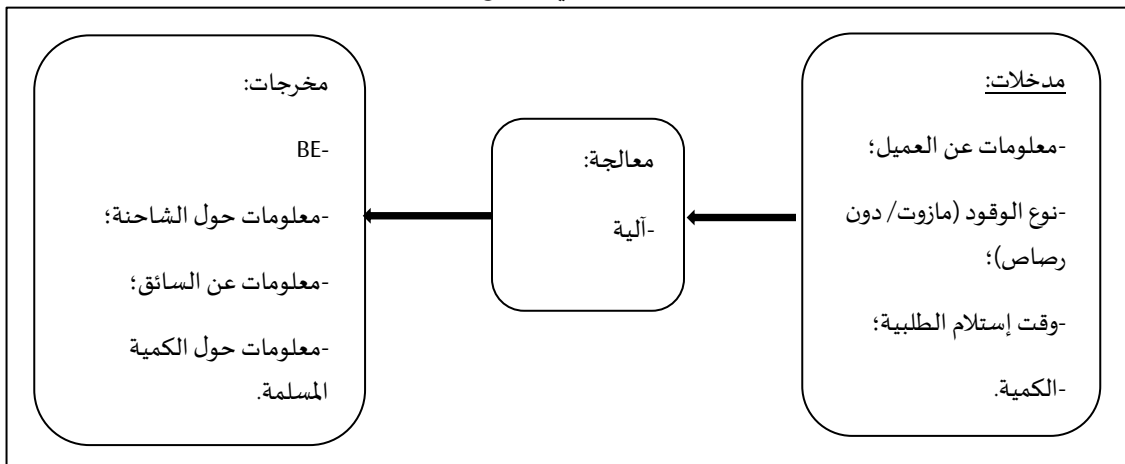 مدخلات:
-معلومات عن العميل؛
-نوع الوقود (مازوت/ دون
رصاص)؛
-وقت إستلام الطلبية؛
-الكمية.
معالجة:
-آلية
مخرجات:
-BE
-معلومات حول الشاحنة؛
-معلومات عن السائق؛
-معلومات حول الكمية
المسلمة.